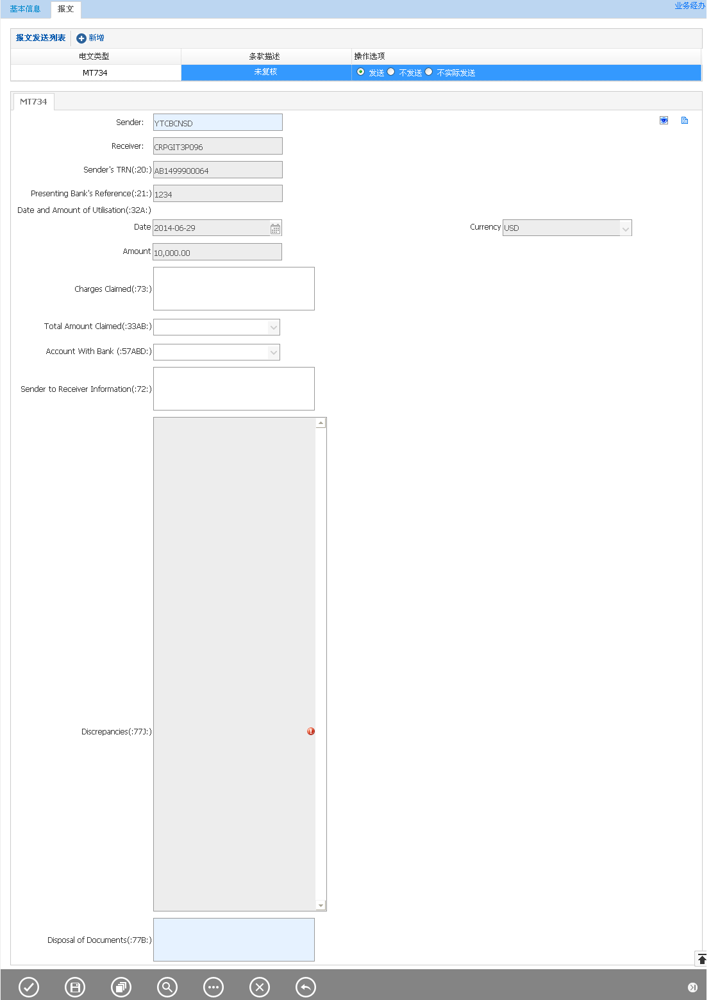 基本信息 报文 业务经办
报文发送列表 新增
电文类型 条款描述 操作选项
MT734 未复核 发送 不发送 不实际发送
MT734
Sender: YTCBCNSD
Receiver: CRPGIT3P096
Sender's TRN(:20:) AB1499900064
Presenting Bank's Reference(:21:) 1234
Date and Amount of Utilisation(:32A:)
Date 2014-06-29 Currency USD
Amount 10,000.00
Charges Claimed(:73:)
Total Amount Claimed(:33AB:)
Account With Bank (:57ABD:)
Sender to Receiver Information(:72:)
Discrepancies(:77J:)
Disposal of Documents(:77B:)